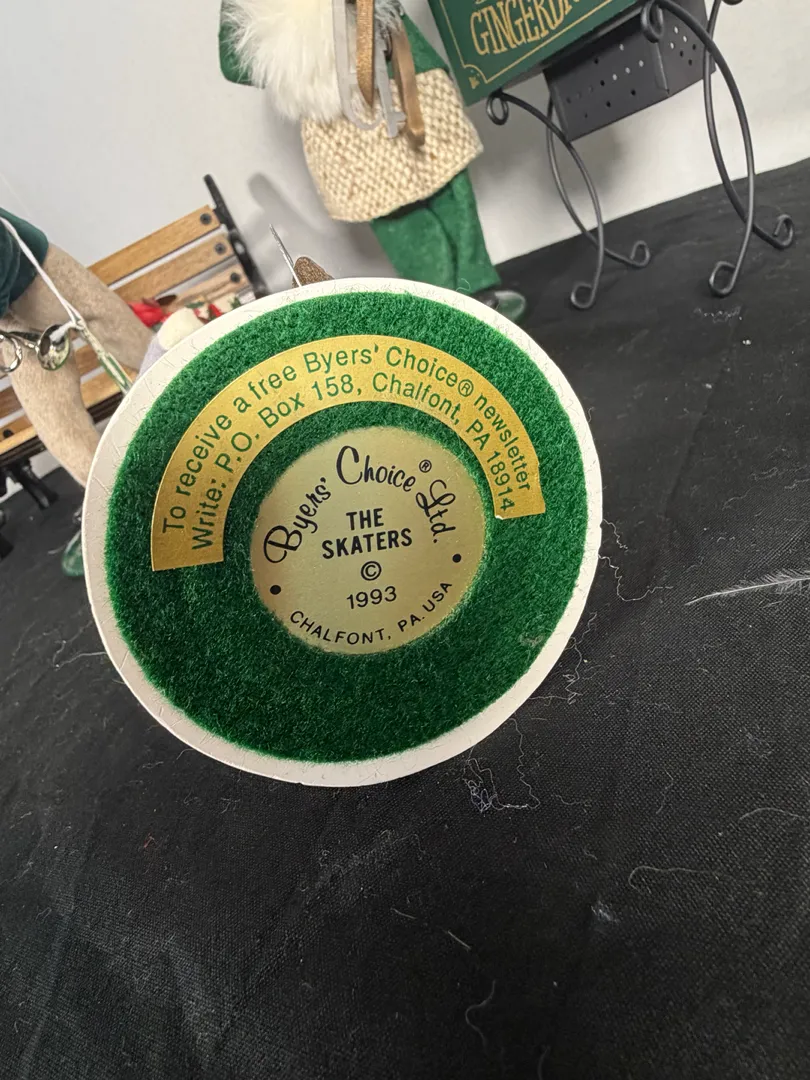 To receive a free Byers' Choice® newsletter
Write: P.O. Box 158, Chalfont, PA 18914
Byers' Choice® Ltd.
THE
SKATERS
©
1993
CHALFONT, PA. USA